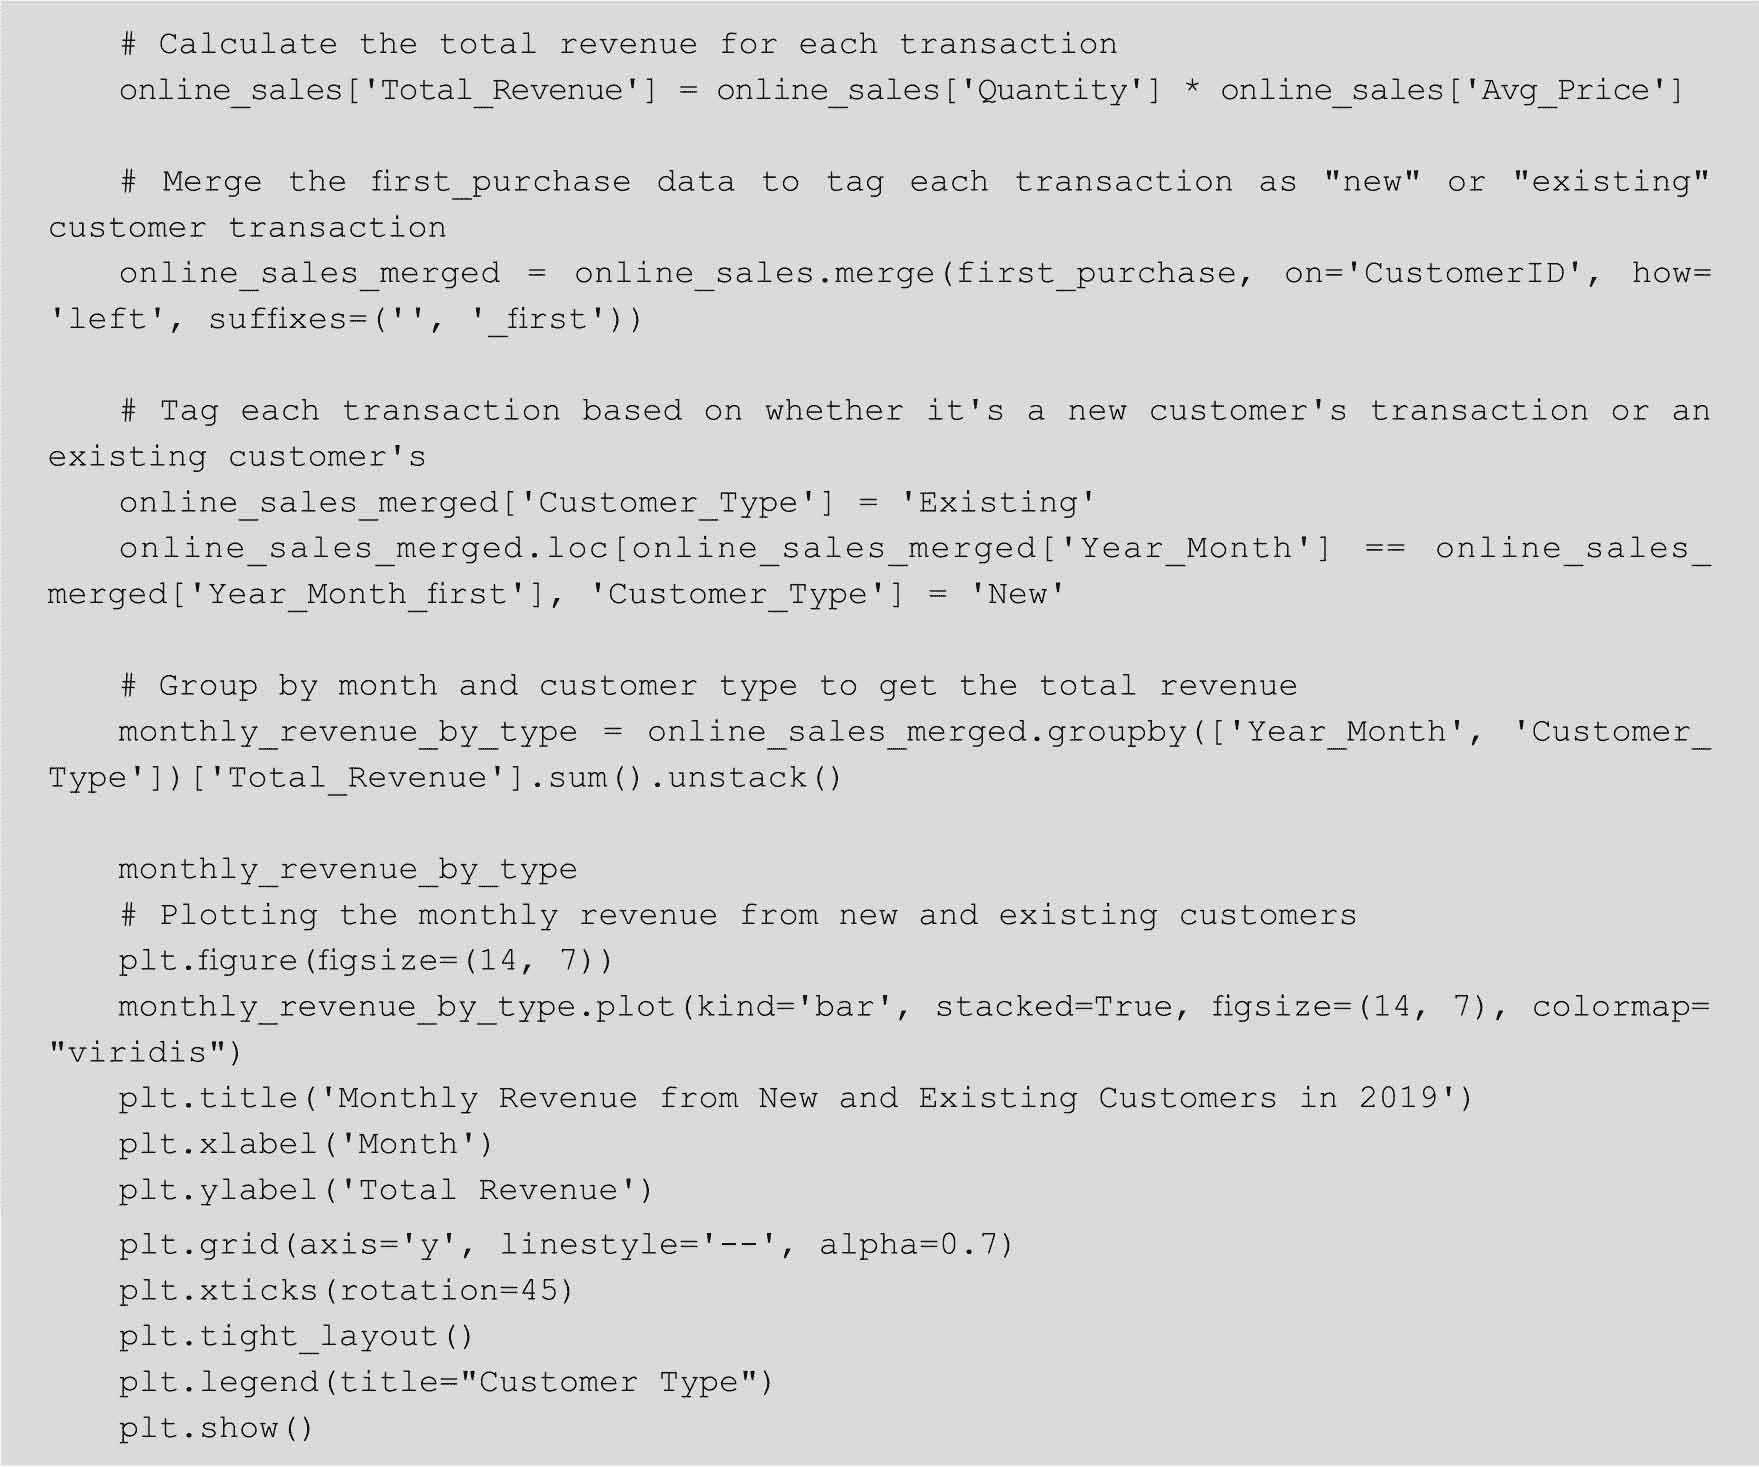 # Calculate the total revenue for each transaction
online_sales['Total_Revenue'] = online_sales['Quantity'] * online_sales['Avg_Price']
# Merge the first_purchase data to tag each transaction as "new" or "existing"
customer transaction
online_sales_merged = online_sales.merge(first_purchase, on='CustomerID', how=
'left', suffixes=('', '_first'))
# Tag each transaction based on whether it's a new customer's transaction or an
existing customer's
online_sales_merged['Customer_Type'] = 'Existing'
online_sales_merged.loc[online_sales_merged['Year_Month'] == online_sales_
merged['Year_Month_first'], 'Customer_Type'] = 'New'
# Group by month and customer type to get the total revenue
monthly_revenue_by_type = online_sales_merged.groupby(['Year_Month', 'Customer_
Type'])['Total_Revenue'].sum().unstack()
monthly_revenue_by_type
# Plotting the monthly revenue from new and existing customers
plt.figure(figsize=(14, 7))
monthly_revenue_by_type.plot(kind='bar', stacked=True, figsize=(14, 7), colormap=
"viridis")
plt.title('Monthly Revenue from New and Existing Customers in 2019')
plt.xlabel('Month')
plt.ylabel('Total Revenue')
plt.grid(axis='y', linestyle='--', alpha=0.7)
plt.xticks(rotation=45)
plt.tight_layout()
plt.legend(title="Customer Type")
plt.show()